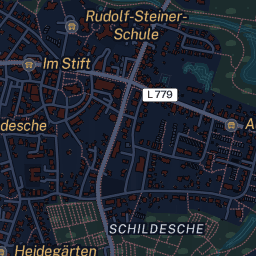 Rudolf-Steiner-
Schule
Im Stift
L 779
desche
A
SCHILDESCHE
Heidegärten